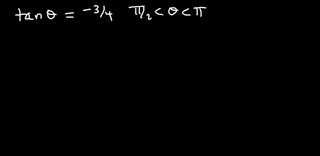 tanθ = -3/4 π/2 < θ < π